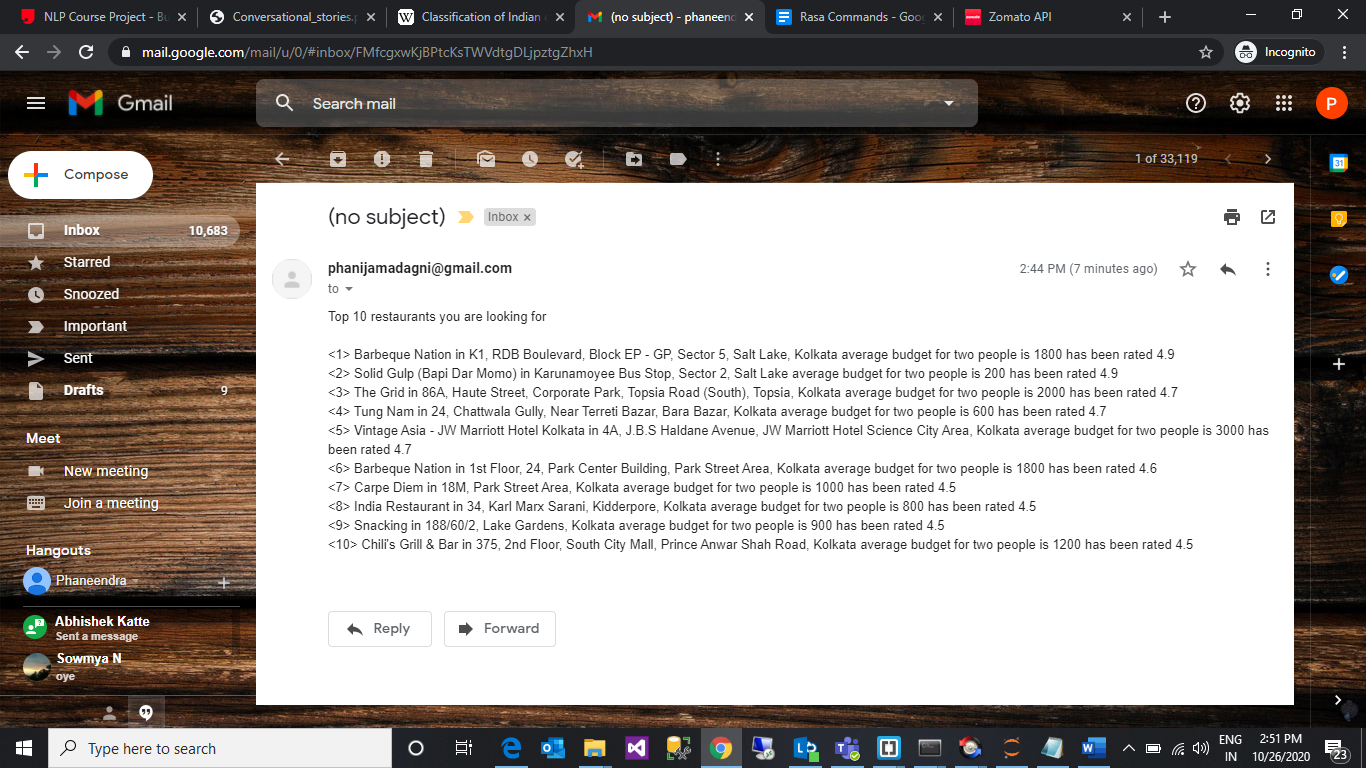 NLP Course Project - Bu
Conversational_stories.
Classification of Indian
(no subject) - phaneend
Rasa Commands - Goo
Zomato API
mail.google.com/mail/u/0/#inbox/FMfcgxwKjBPtcKsTWVdtgDLjpztgZhxH
Incognito
Gmail
Search mail
P
Compose
1 of 33,119
31
Inbox 10,683
Starred
Snoozed
Important
Sent
Drafts 9
Meet
New meeting
Join a meeting
Hangouts
Phaneendra
Abhishek Katte
Sent a message
Sowmya N
oye
(no subject)
Inbox ×
phanijamadagni@gmail.com
2:44 PM (7 minutes ago)
to
Top 10 restaurants you are looking for
<1> Barbeque Nation in K1, RDB Boulevard, Block EP - GP, Sector 5, Salt Lake, Kolkata average budget for two people is 1800 has been rated 4.9
<2> Solid Gulp (Bapi Dar Momo) in Karunamoyee Bus Stop, Sector 2, Salt Lake average budget for two people is 200 has been rated 4.9
<3> The Grid in 86A, Haute Street, Corporate Park, Topsia Road (South), Topsia, Kolkata average budget for two people is 2000 has been rated 4.7
<4> Tung Nam in 24, Chattwala Gully, Near Terreti Bazar, Bara Bazar, Kolkata average budget for two people is 600 has been rated 4.7
<5> Vintage Asia - JW Marriott Hotel Kolkata in 4A, J.B.S Haldane Avenue, JW Marriott Hotel Science City Area, Kolkata average budget for two people is 3000 has
been rated 4.7
<6> Barbeque Nation in 1st Floor, 24, Park Center Building, Park Street Area, Kolkata average budget for two people is 1800 has been rated 4.6
<7> Carpe Diem in 18M, Park Street Area, Kolkata average budget for two people is 1000 has been rated 4.5
<8> India Restaurant in 34, Karl Marx Sarani, Kidderpore, Kolkata average budget for two people is 800 has been rated 4.5
<9> Snacking in 188/60/2, Lake Gardens, Kolkata average budget for two people is 900 has been rated 4.5
<10> Chili's Grill & Bar in 375, 2nd Floor, South City Mall, Prince Anwar Shah Road, Kolkata average budget for two people is 1200 has been rated 4.5
Reply
Forward
Type here to search
ENG
IN
2:51 PM
10/26/2020
23